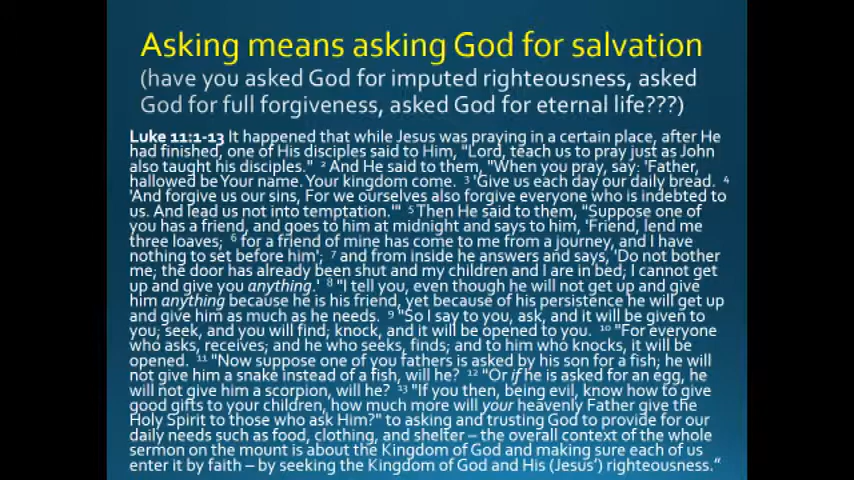 Asking means asking God for salvation
(have you asked God for imputed righteousness, asked
God for full forgiveness, asked God for eternal life???)
Luke 11:1-13 It happened that while Jesus was praying in a certain place, after He
had finished, one of His disciples said to Him, "Lord, teach us to pray just as John
also taught his disciples." 2 And He said to them, "When you pray, say: 'Father,
hallowed be Your name. Your kingdom come. 3 'Give us each day our daily bread. 4
'And forgive us our sins, For we ourselves also forgive everyone who is indebted to
us. And lead us not into temptation.'" 5 Then He said to them, "Suppose one of
you has a friend, and goes to him at midnight and says to him, 'Friend, lend me
three loaves; 6 for a friend of mine has come to me from a journey, and I have
nothing to set before him'; 7 and from inside he answers and says, 'Do not bother
me; the door has already been shut and my children and I are in bed; I cannot get
up and give you anything.' 8 "I tell you, even though he will not get up and give
him anything because he is his friend, yet because of his persistence he will get up
and give him as much as he needs. 9 "So I say to you, ask, and it will be given to
you; seek, and you will find; knock, and it will be opened to you. 10 "For everyone
who asks, receives; and he who seeks, finds; and to him who knocks, it will be
opened. 11 "Now suppose one of you fathers is asked by his son for a fish; he will
not give him a snake instead of a fish, will he? 12 "Or if he is asked for an egg, he
will not give him a scorpion, will he? 13 "If you then, being evil, know how to give
good gifts to your children, how much more will your heavenly Father give the
Holy Spirit to those who ask Him?" to asking and trusting God to provide for our
daily needs such as food, clothing, and shelter – the overall context of the whole
sermon on the mount is about the Kingdom of God and making sure each of us
enter it by faith – by seeking the Kingdom of God and His (Jesus') righteousness."